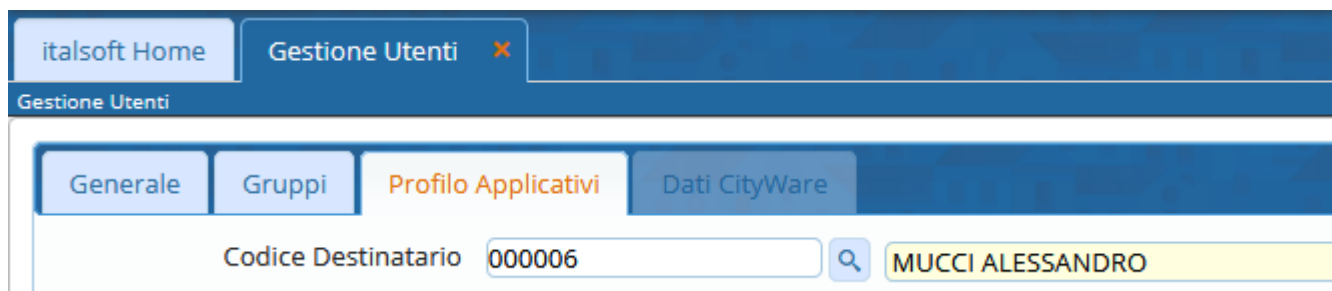 italsoft Home Gestione Utenti ×
Gestione Utenti
Generale Gruppi Profilo Applicativi Dati CityWare
Codice Destinatario 000006 MUCCI ALESSANDRO